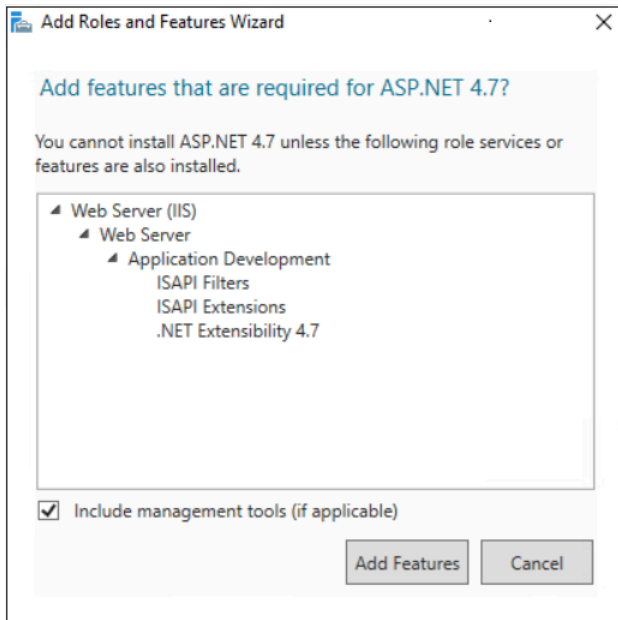 Add Roles and Features Wizard
Add features that are required for ASP.NET 4.7?
You cannot install ASP.NET 4.7 unless the following role services or
features are also installed.
Web Server (IIS)
Web Server
Application Development
ISAPI Filters
ISAPI Extensions
.NET Extensibility 4.7
Include management tools (if applicable)
Add Features
Cancel